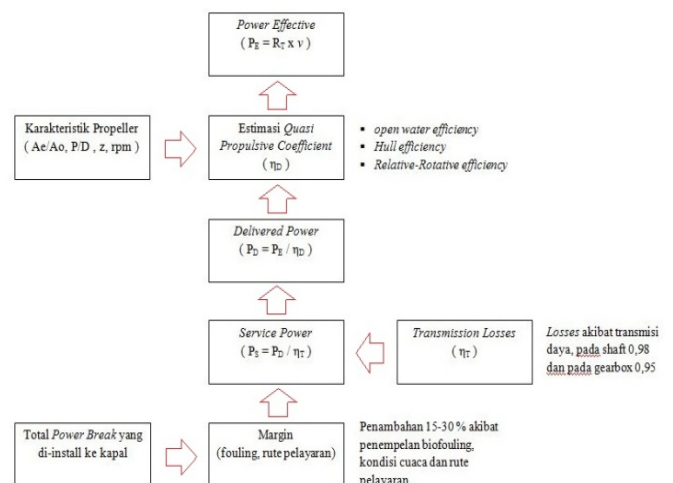 Power Effective
( PE = RT x v )
Karakteristik Propeller
( Ae/Ao, P/D , z, rpm )
Estimasi Quasi
Propulsive Coefficient
( ηD )
▪ open water efficiency
▪ Hull efficiency
▪ Relative-Rotative efficiency
Delivered Power
( PD = PE / ηD )
Service Power
( PS = PD / ηT )
Transmission Losses
( ηT )
Losses akibat transmisi
daya, pada shaft 0,98
dan pada gearbox 0,95
Total Power Break yang
di-install ke kapal
Margin
(fouling, rute pelayaran)
Penambahan 15-30 % akibat
penempelan biofouling,
kondisi cuaca dan rute
pelayaran